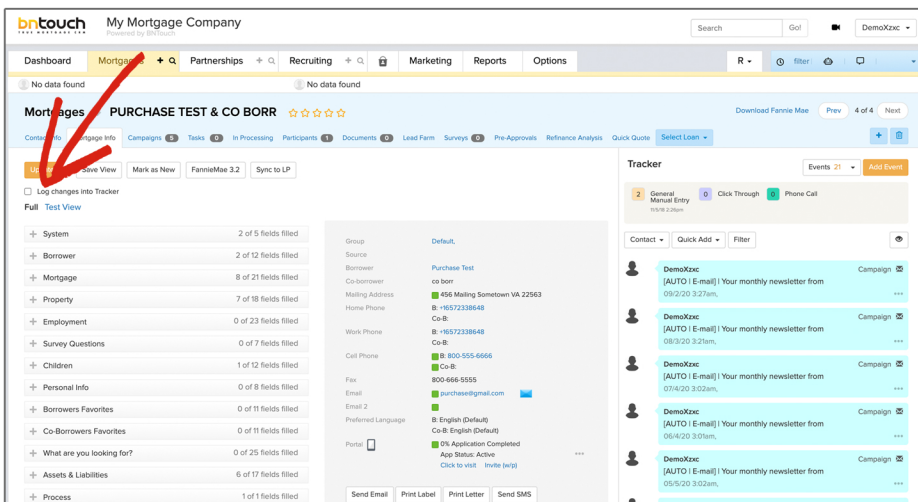 bntouch
TRUE MORTGAGE CRM
My Mortgage Company
Powered by BNTouch
Search
Go!
DemoXzxc
Dashboard
Mortgages
Partnerships
Recruiting
Marketing
Reports
Options
R
filter
No data found
No data found
Mortgages
PURCHASE TEST & CO BORR
Download Fannie Mae
Prev
4 of 4
Next
Contact Info
Mortgage Info
Campaigns 5
Tasks 0
In Processing
Participants 1
Documents 0
Lead Farm
Surveys 0
Pre-Approvals
Refinance Analysis
Quick Quote
Select Loan
Save View
Mark as New
FannieMae 3.2
Sync to LP
Log changes into Tracker
Full Test View
System 2 of 5 fields filled
Borrower 2 of 12 fields filled
Mortgage 8 of 21 fields filled
Property 7 of 18 fields filled
Employment 0 of 23 fields filled
Survey Questions 0 of 7 fields filled
Children 1 of 12 fields filled
Personal Info 0 of 8 fields filled
Borrowers Favorites 0 of 11 fields filled
Co-Borrowers Favorites 0 of 11 fields filled
What are you looking for? 0 of 25 fields filled
Assets & Liabilities 6 of 17 fields filled
Process 1 of 1 fields filled
Group Default,
Source
Borrower Purchase Test
Co-borrower co borr
Mailing Address 456 Mailing Sometown VA 22563
Home Phone B: +16572338648
Co-B:
Work Phone B: +16572338648
Co-B:
Cell Phone B: 800-555-6666
Co-B:
Fax 800-666-5555
Email purchase@gmail.com
Email 2
Preferred Language B: English (Default)
Co-B: English (Default)
Portal 0% Application Completed
App Status: Active
Click to visit Invite (w/p)
Send Email
Print Label
Print Letter
Send SMS
Tracker
Events 21
Add Event
2 General Manual Entry
11/5/18 2:26pm
0 Click Through
0 Phone Call
Contact
Quick Add
Filter
DemoXzxc Campaign
[AUTO | E-mail] | Your monthly newsletter from
09/2/20 3:27am,
DemoXzxc Campaign
[AUTO | E-mail] | Your monthly newsletter from
08/3/20 3:21am,
DemoXzxc Campaign
[AUTO | E-mail] | Your monthly newsletter from
07/4/20 3:02am,
DemoXzxc Campaign
[AUTO | E-mail] | Your monthly newsletter from
06/4/20 3:01am,
DemoXzxc Campaign
[AUTO | E-mail] | Your monthly newsletter from
05/5/20 3:02am,